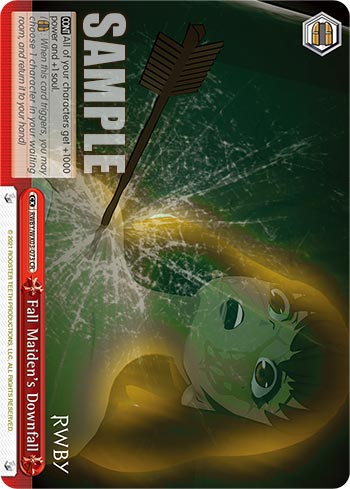 SAMPLE
CONT All of your characters get +1000
power and +1 soul.
When this card triggers, you may
choose 1 character in your waiting
room, and return it to your hand)
RWBY
Fall Maiden's Downfall
©2021 ROOSTER TEETH PRODUCTIONS, LLC. ALL RIGHTS RESERVED.